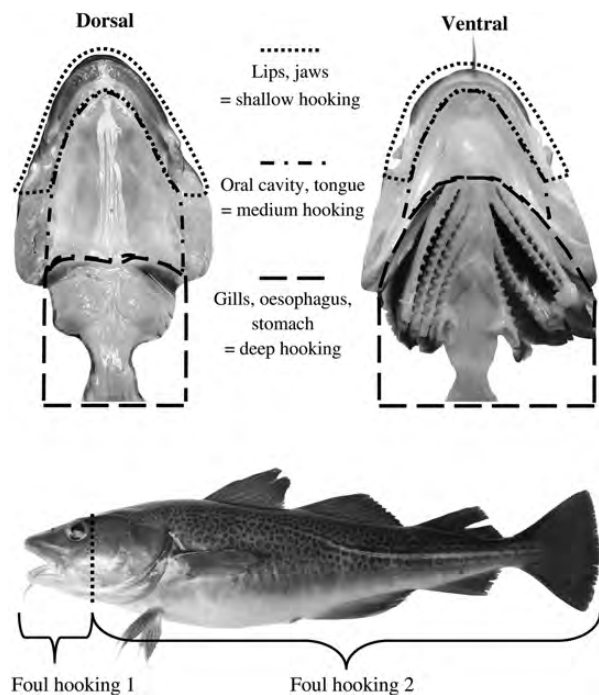 Dorsal
Ventral
Lips, jaws
= shallow hooking
Oral cavity, tongue
= medium hooking
Gills, oesophagus,
stomach
= deep hooking
Foul hooking 1
Foul hooking 2